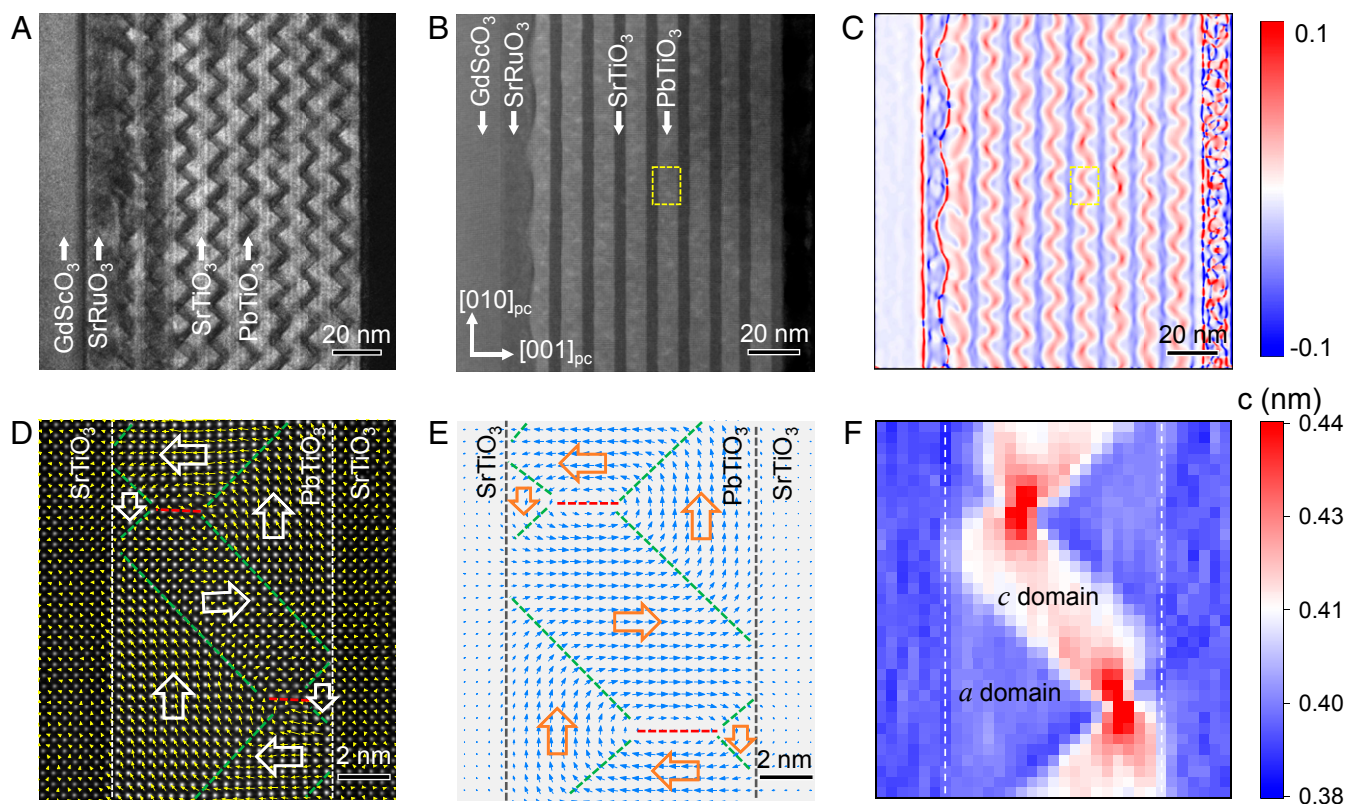 A
GdScO3
SrRuO3
SrTiO3
PbTiO3
20 nm
B
GdScO3
SrRuO3
SrTiO3
PbTiO3
[010]pc
[001]pc
20 nm
C
20 nm
0.1
-0.1
D
SrTiO3
PbTiO3
SrTiO3
2 nm
E
SrTiO3
PbTiO3
SrTiO3
2 nm
F
c domain
a domain
c (nm)
0.44
0.43
0.41
0.40
0.38